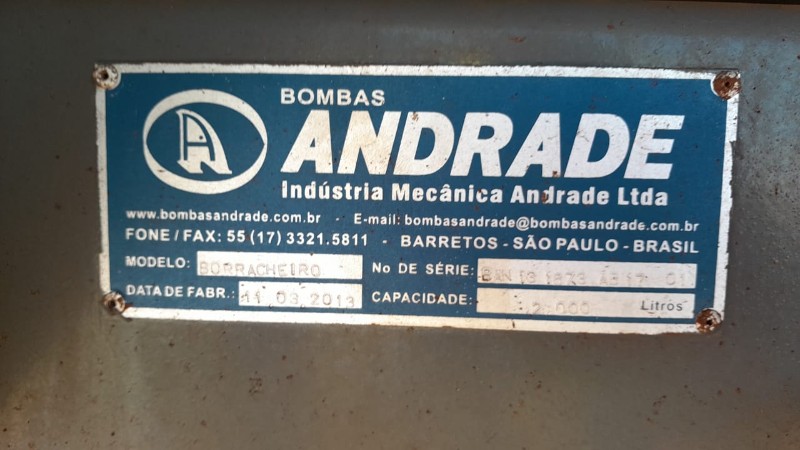 BOMBAS
ANDRADE
Indústria Mecânica Andrade Ltda
www.bombasandrade.com.br - E-mail: bombasandrade@bombasandrade.com.br
FONE / FAX: 55 (17) 3321.5811 - BARRETOS - SÃO PAULO - BRASIL
MODELO: BORRACHEIRO No DE SÉRIE:
DATA DE FABR.: 11 03 2013 CAPACIDADE: Litros